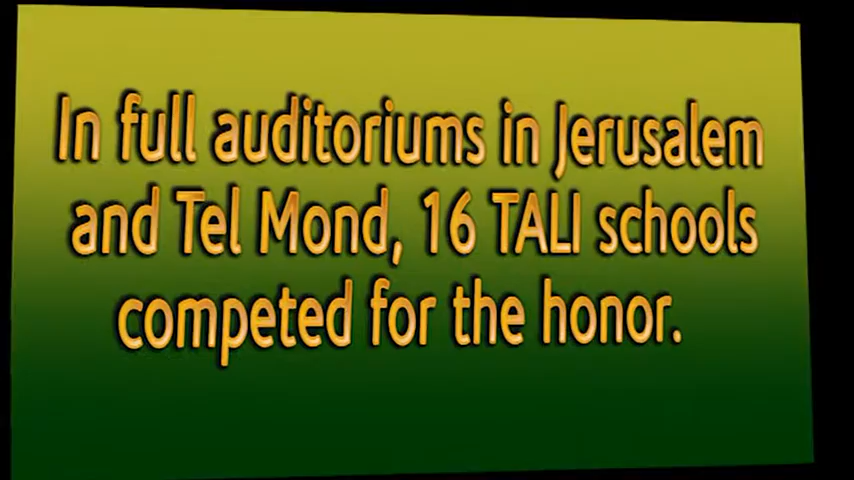 In full auditoriums in Jerusalem
and Tel Mond, 16 TALI schools
competed for the honor.